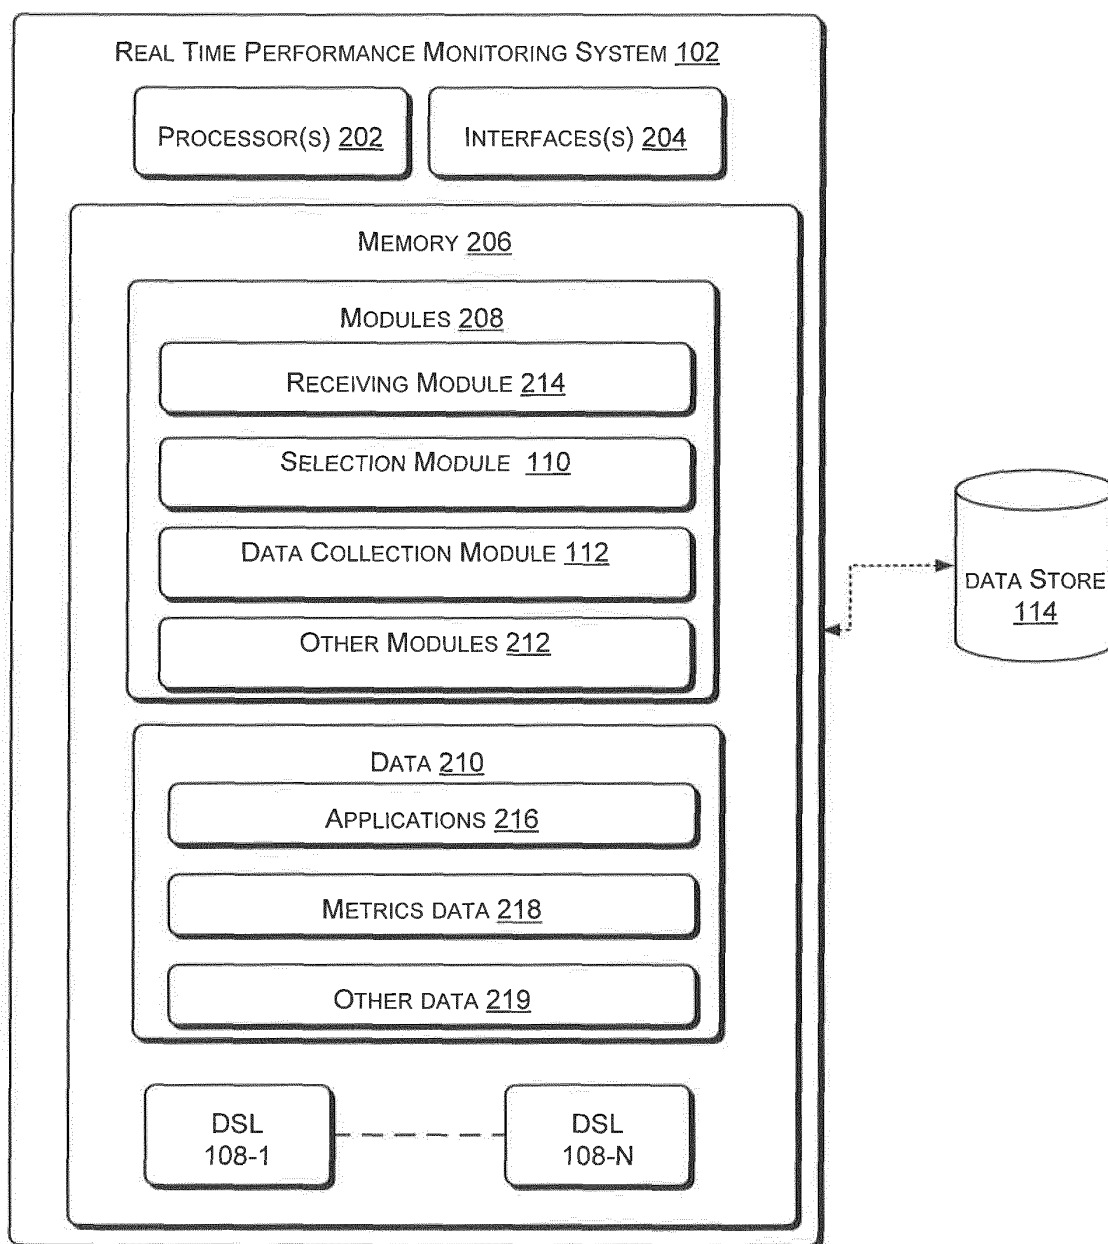 REAL TIME PERFORMANCE MONITORING SYSTEM 102
PROCESSOR(S) 202
INTERFACES(S) 204
MEMORY 206
MODULES 208
RECEIVING MODULE 214
SELECTION MODULE 110
DATA COLLECTION MODULE 112
OTHER MODULES 212
DATA 210
APPLICATIONS 216
METRICS DATA 218
OTHER DATA 219
DSL
108-1
DSL
108-N
DATA STORE
114